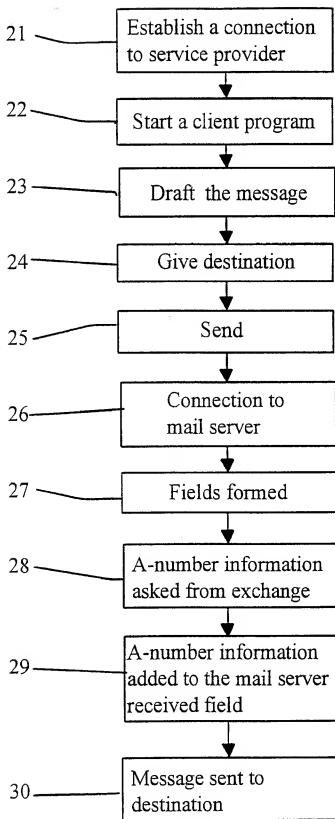 21
Establish a connection
to service provider
22
Start a client program
23
Draft the message
24
Give destination
25
Send
26
Connection to
mail server
27
Fields formed
28
A-number information
asked from exchange
29
A-number information
added to the mail server
received field
30
Message sent to
destination